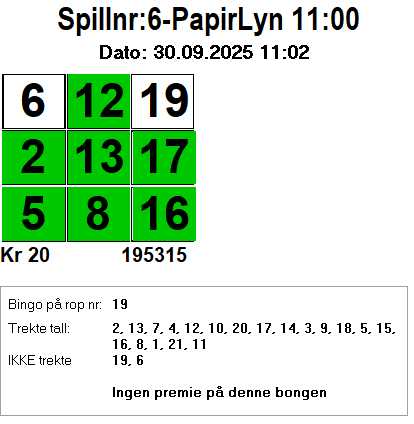 Spillnr:6-PapirLyn 11:00
Dato: 30.09.2025 11:02
6 12 19
2 13 17
5 8 16
Kr 20 195315
Bingo på rop nr: 19
Trekte tall: 2, 13, 7, 4, 12, 10, 20, 17, 14, 3, 9, 18, 5, 15,
16, 8, 1, 21, 11
IKKE trekte 19, 6
Ingen premie på denne bongen